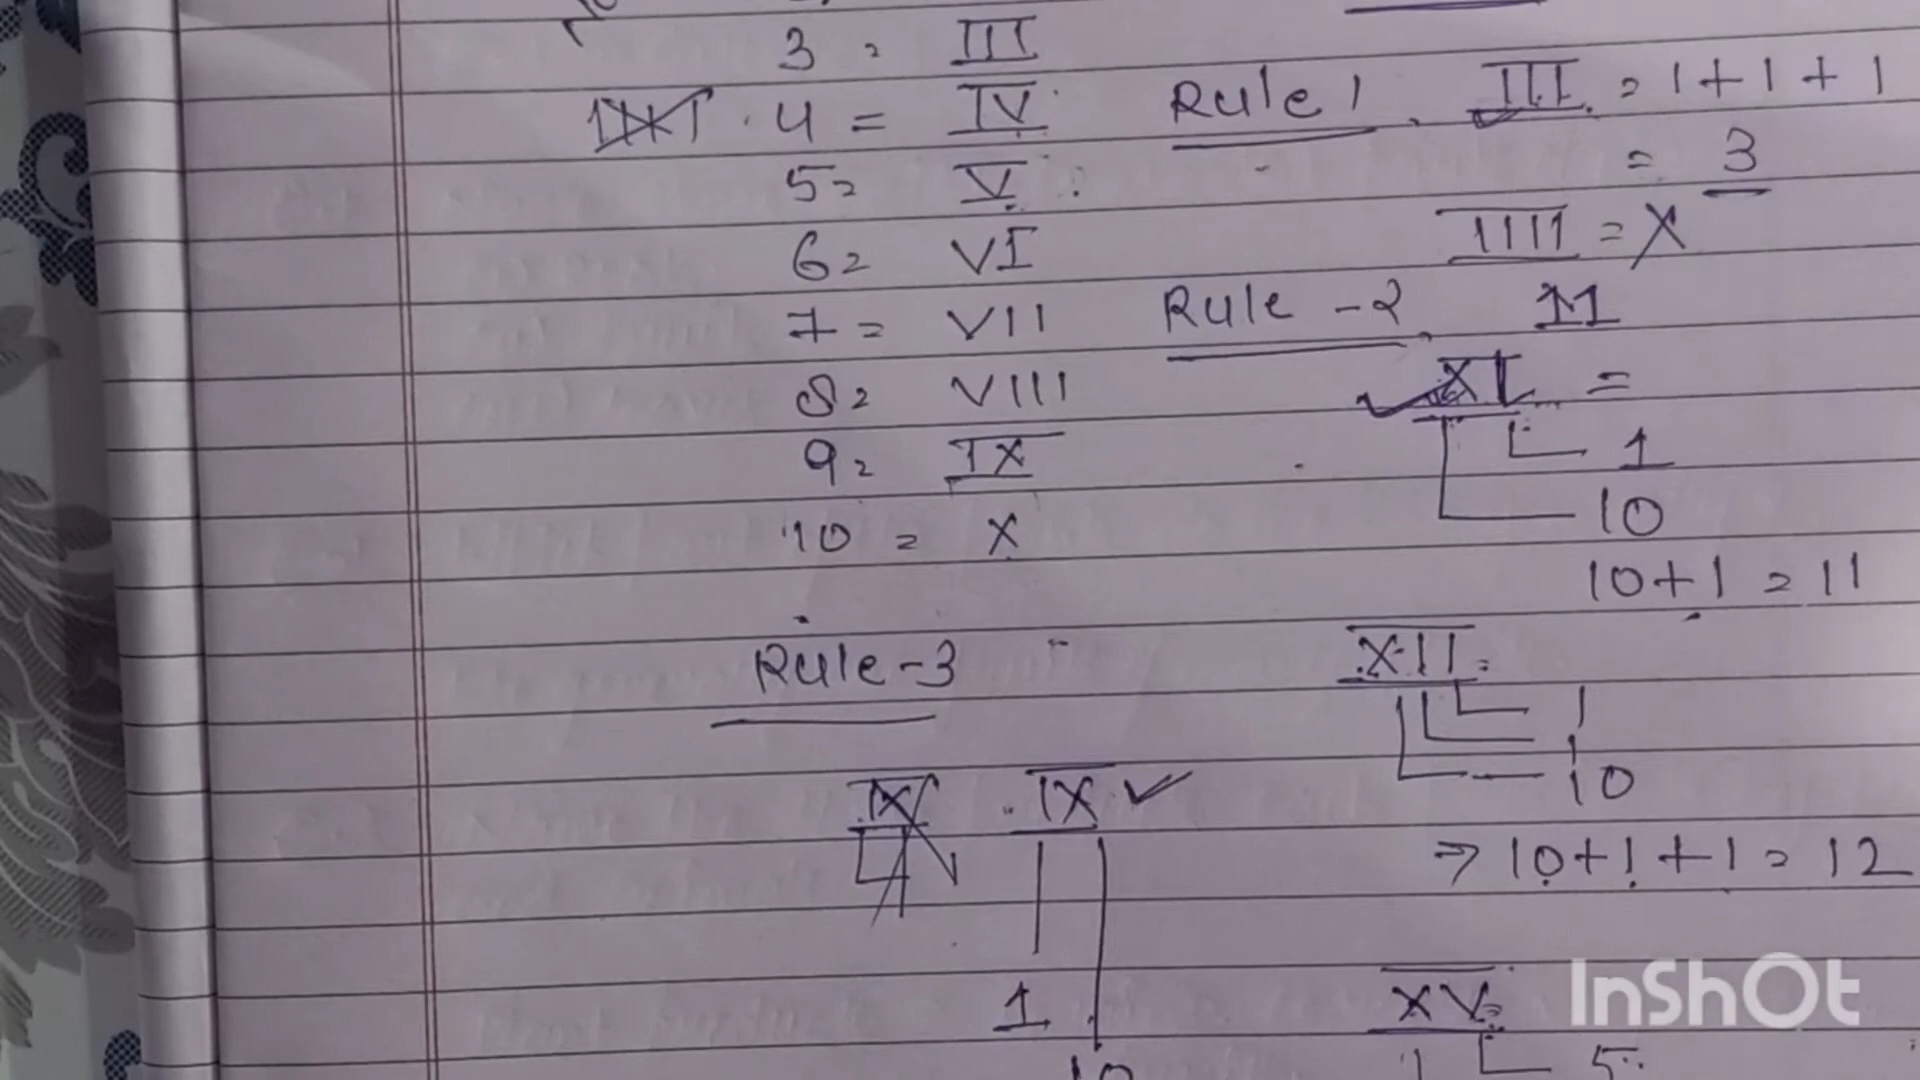 3 = III
4 = IV
5 = V
6 = VI
7 = VII
8 = VIII
9 = IX
10 = X
Rule 1. III = 1 + 1 + 1
= 3
IIII = X
Rule - 2. 11
XI =
1
10
10 + 1 = 11
XII =
1
1
10
⇒ 10 + 1 + 1 = 12
XV =
5
Rule - 3
IX
1
10
InShOt